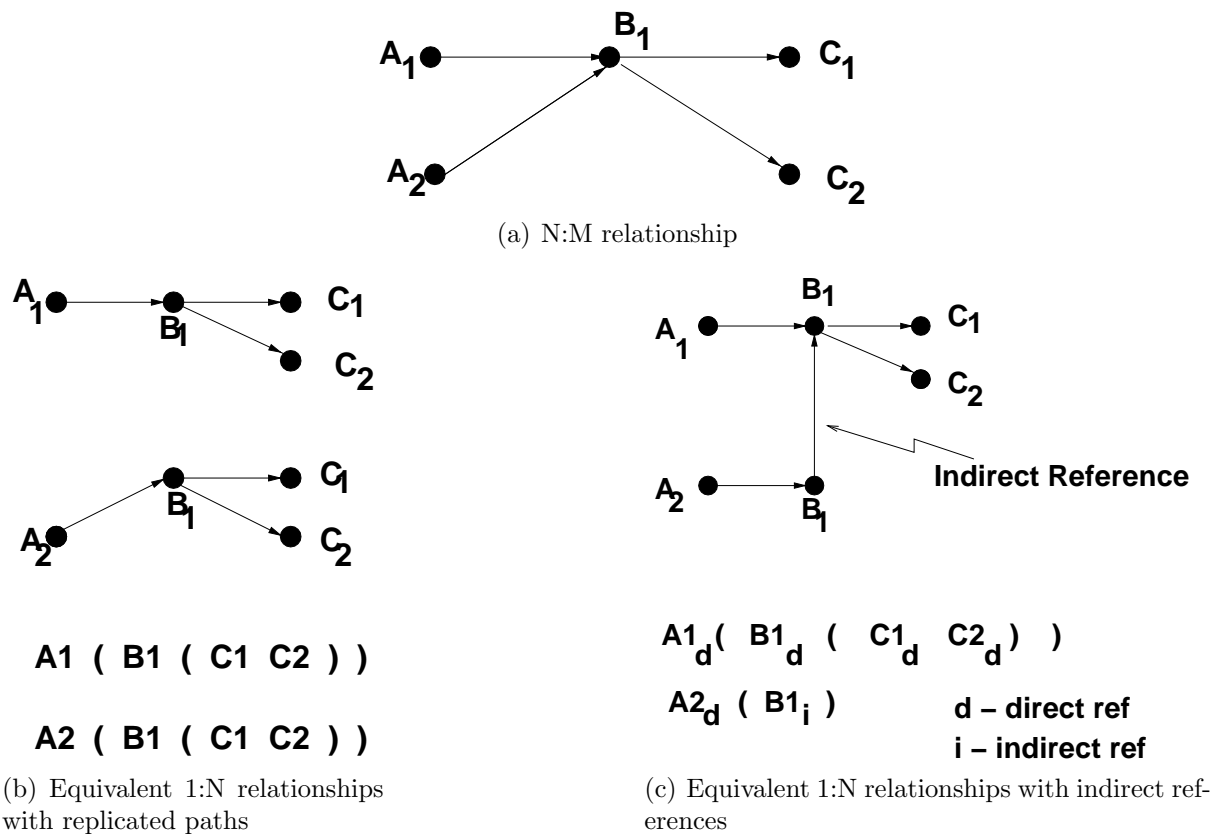 B1
A1
C1
A2
C2
(a) N:M relationship
A1
B1
C1
C2
B1
C1
A2
C2
A1 ( B1 ( C1 C2 ) )
A2 ( B1 ( C1 C2 ) )
(b) Equivalent 1:N relationships
with replicated paths
B1
A1
C1
C2
Indirect Reference
A2
B1
A1d( B1d ( C1d C2d) )
A2d ( B1i )
d – direct ref
i – indirect ref
(c) Equivalent 1:N relationships with indirect ref-
erences